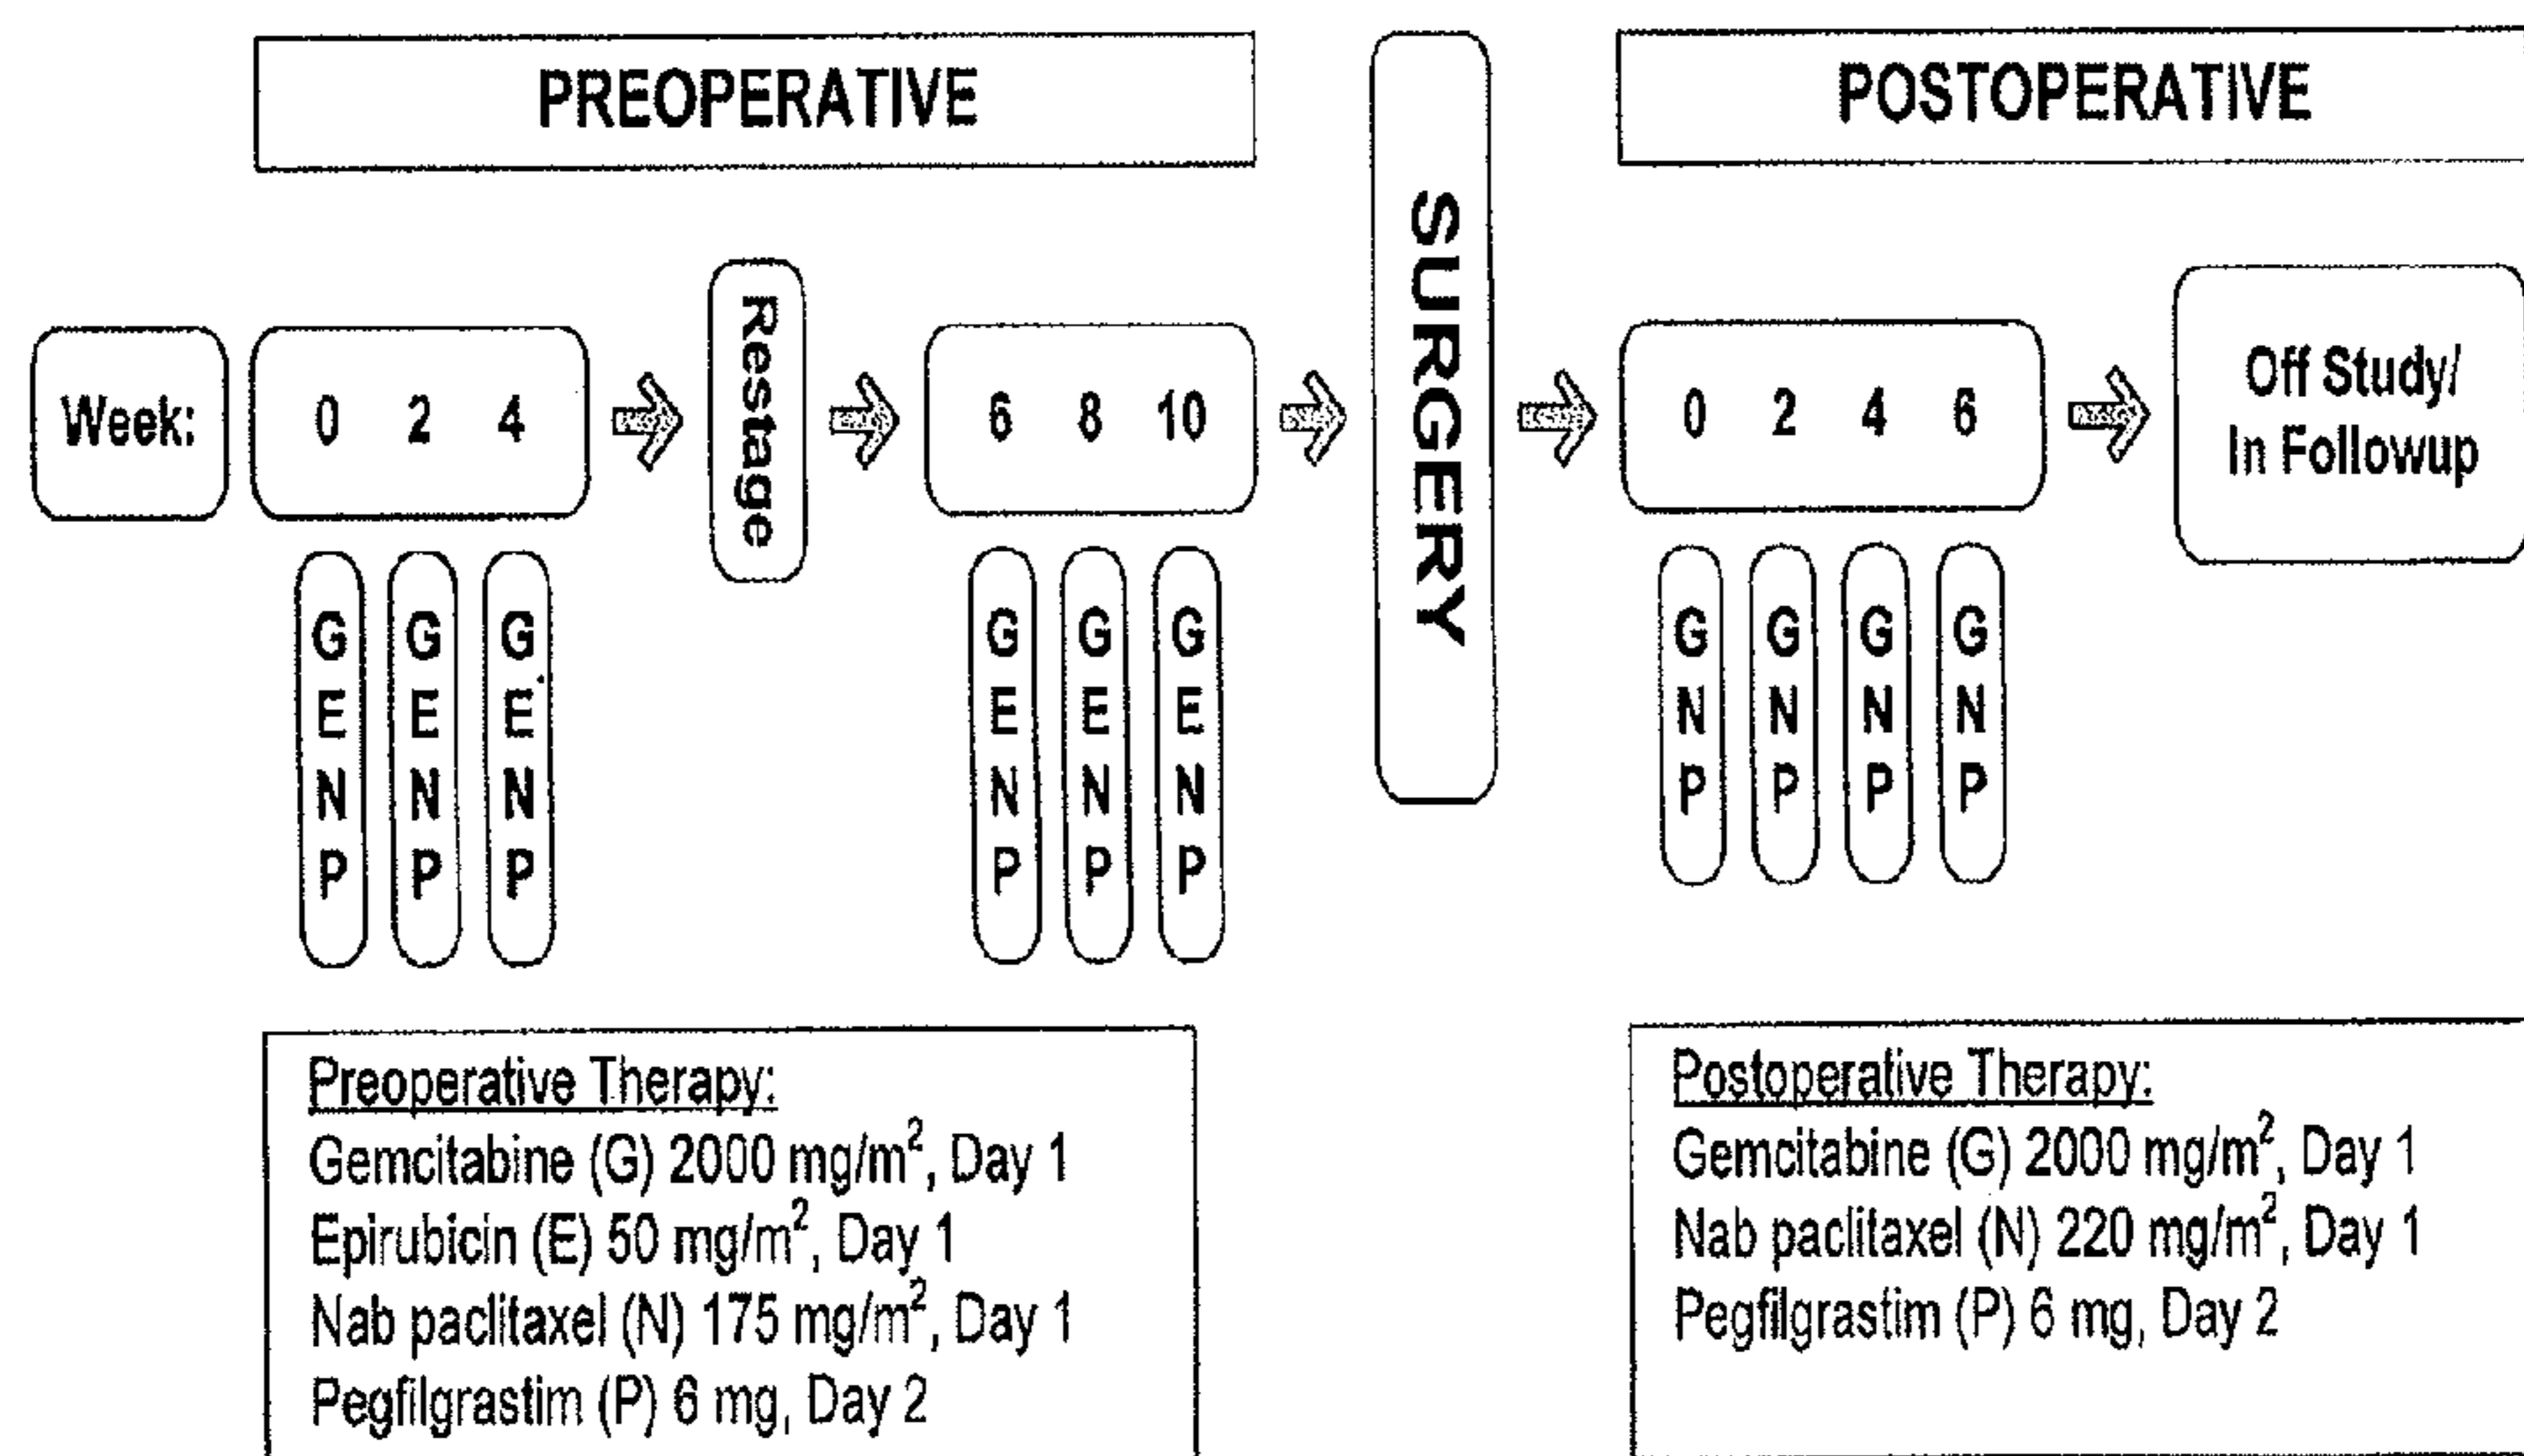 PREOPERATIVE
POSTOPERATIVE
SURGERY
Restage
Week:
0 2 4
6 8 10
0 2 4 6
Off Study/
In Followup
G E N P
G E N P
G E N P
G E N P
G E N P
G E N P
G N P
G N P
G N P
G N P
Preoperative Therapy:
Gemcitabine (G) 2000 mg/m², Day 1
Epirubicin (E) 50 mg/m², Day 1
Nab paclitaxel (N) 175 mg/m², Day 1
Pegfilgrastim (P) 6 mg, Day 2
Postoperative Therapy:
Gemcitabine (G) 2000 mg/m², Day 1
Nab paclitaxel (N) 220 mg/m², Day 1
Pegfilgrastim (P) 6 mg, Day 2